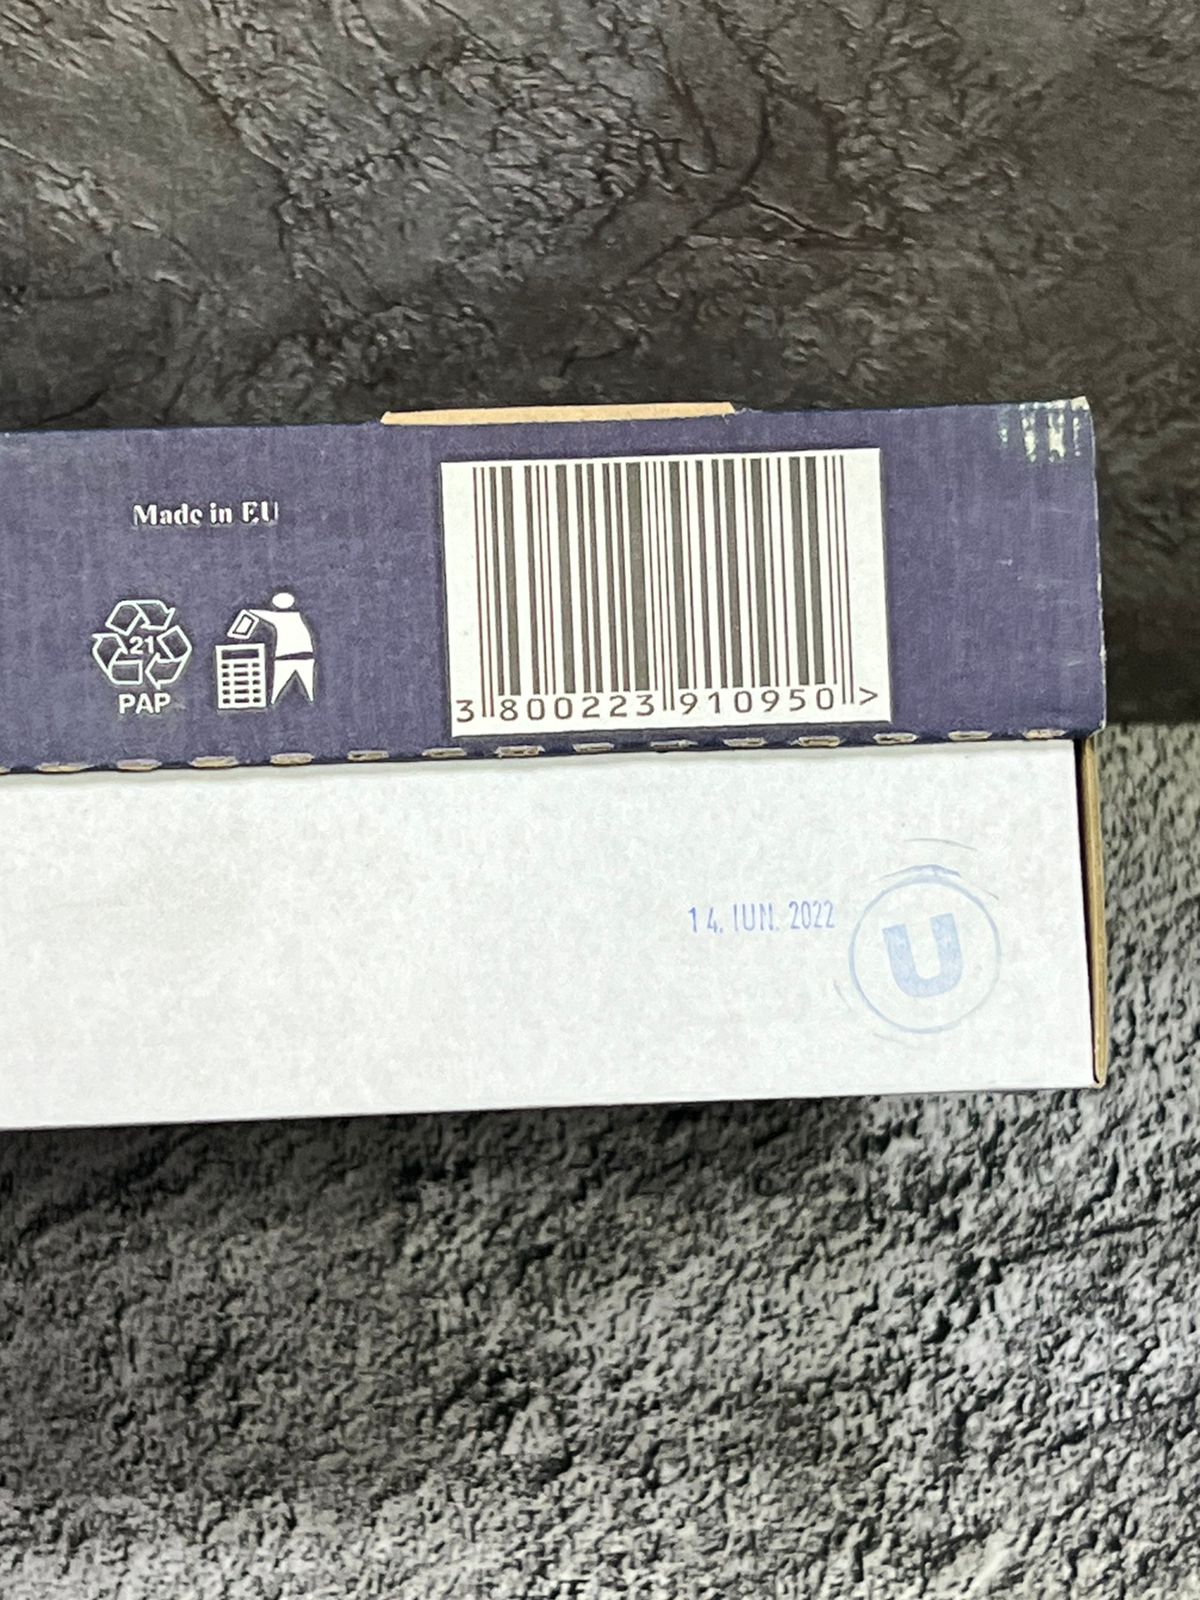 Made in EU
21
PAP
3 800223 910950 >
14. IUN. 2022
U